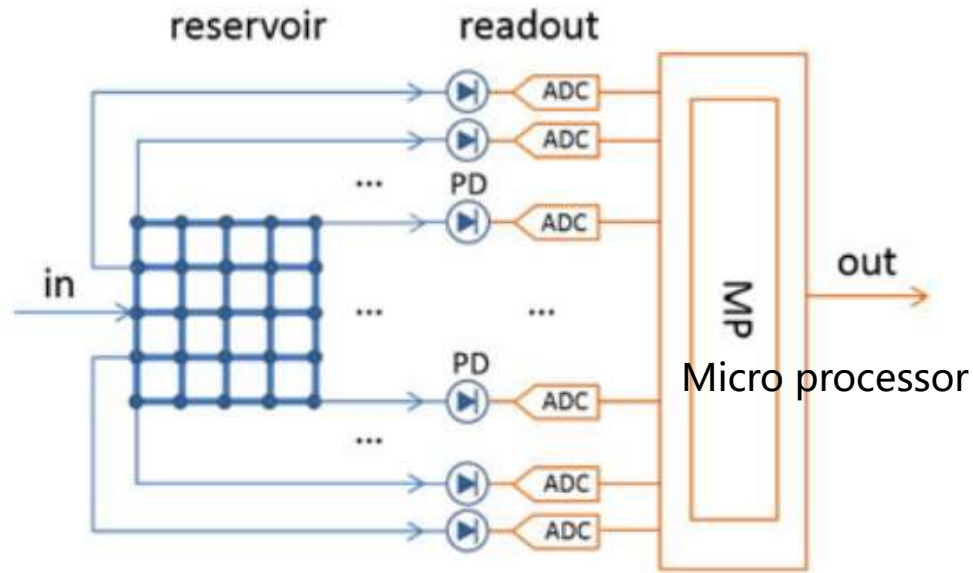 reservoir readout
ADC
ADC
... PD
ADC
in ... ... MP out
PD
Micro processor
ADC
...
ADC
ADC